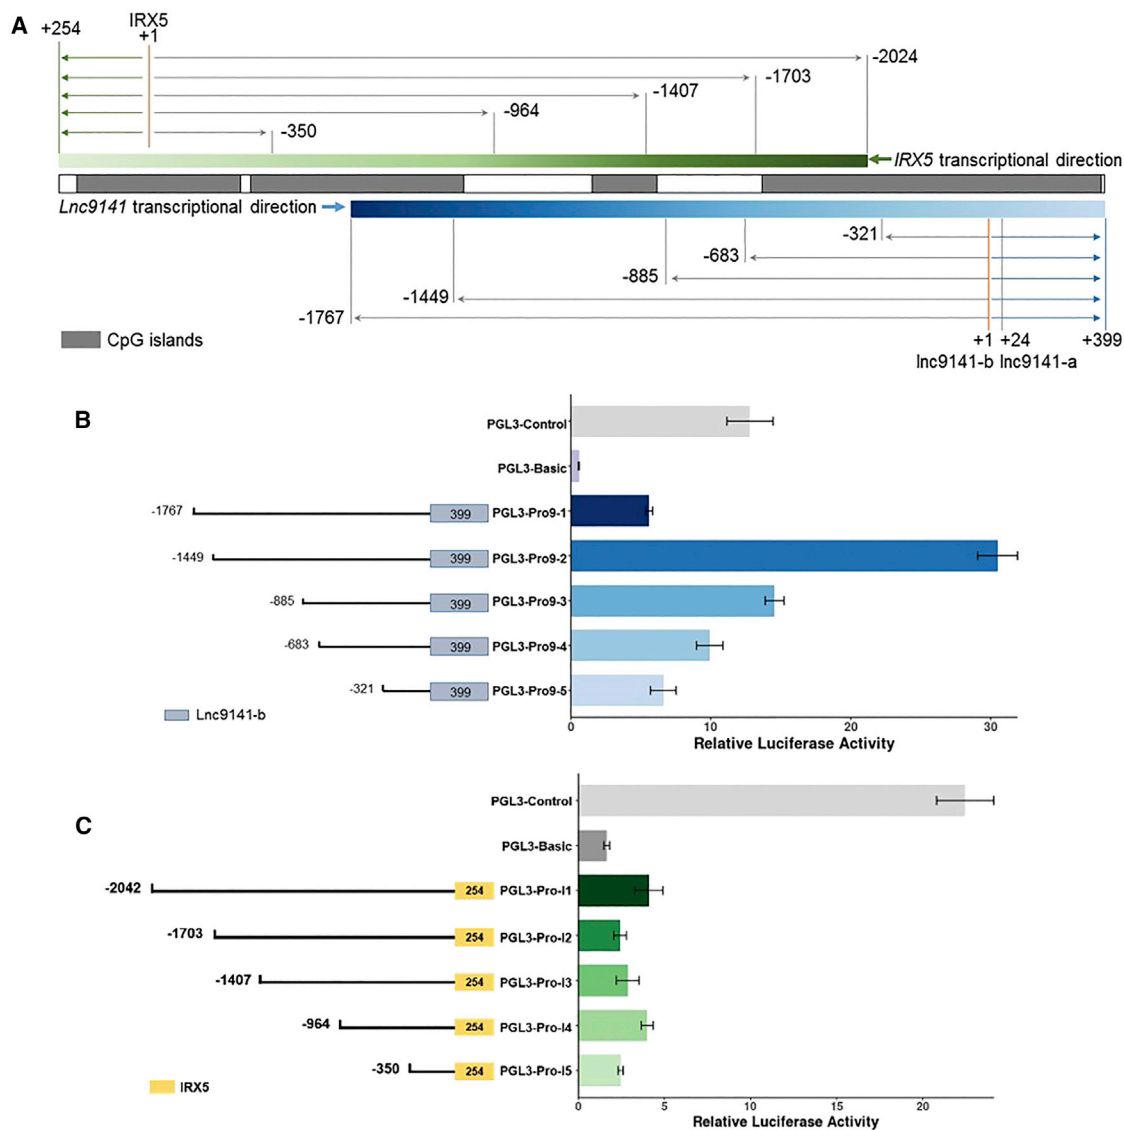 A
+254
IRX5
+1
-2024
-1703
-1407
-964
-350
IRX5 transcriptional direction
Lnc9141 transcriptional direction
-321
-683
-885
-1449
-1767
CpG islands
+1 +24 +399
lnc9141-b lnc9141-a
B
PGL3-Control
PGL3-Basic
-1767 399 PGL3-Pro9-1
-1449 399 PGL3-Pro9-2
-885 399 PGL3-Pro9-3
-683 399 PGL3-Pro9-4
-321 399 PGL3-Pro9-5
Lnc9141-b
0 10 20 30
Relative Luciferase Activity
C
PGL3-Control
PGL3-Basic
-2042 254 PGL3-Pro-I1
-1703 254 PGL3-Pro-I2
-1407 254 PGL3-Pro-I3
-964 254 PGL3-Pro-I4
-350 254 PGL3-Pro-I5
IRX5
0 5 10 15 20
Relative Luciferase Activity